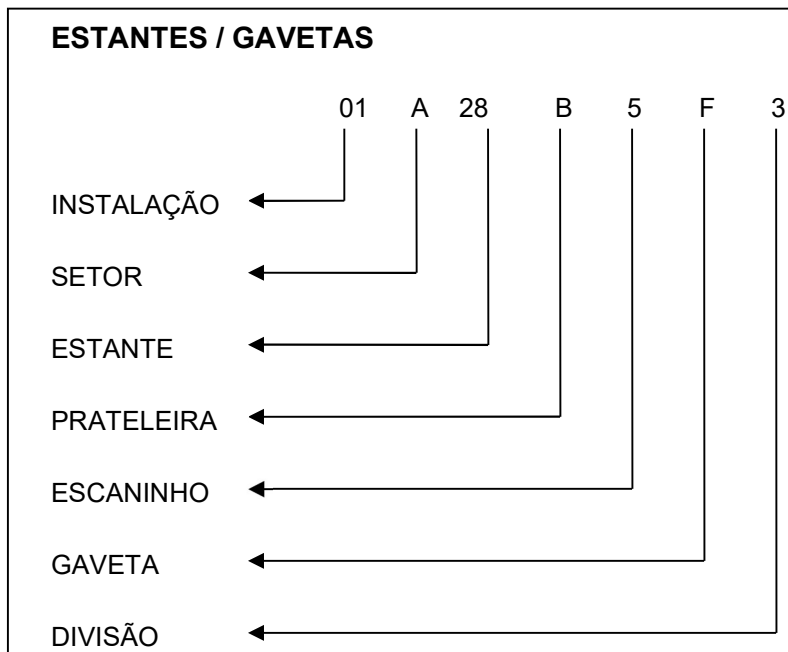 ESTANTES / GAVETAS
01 A 28 B 5 F 3
INSTALAÇÃO
SETOR
ESTANTE
PRATELEIRA
ESCANINHO
GAVETA
DIVISÃO